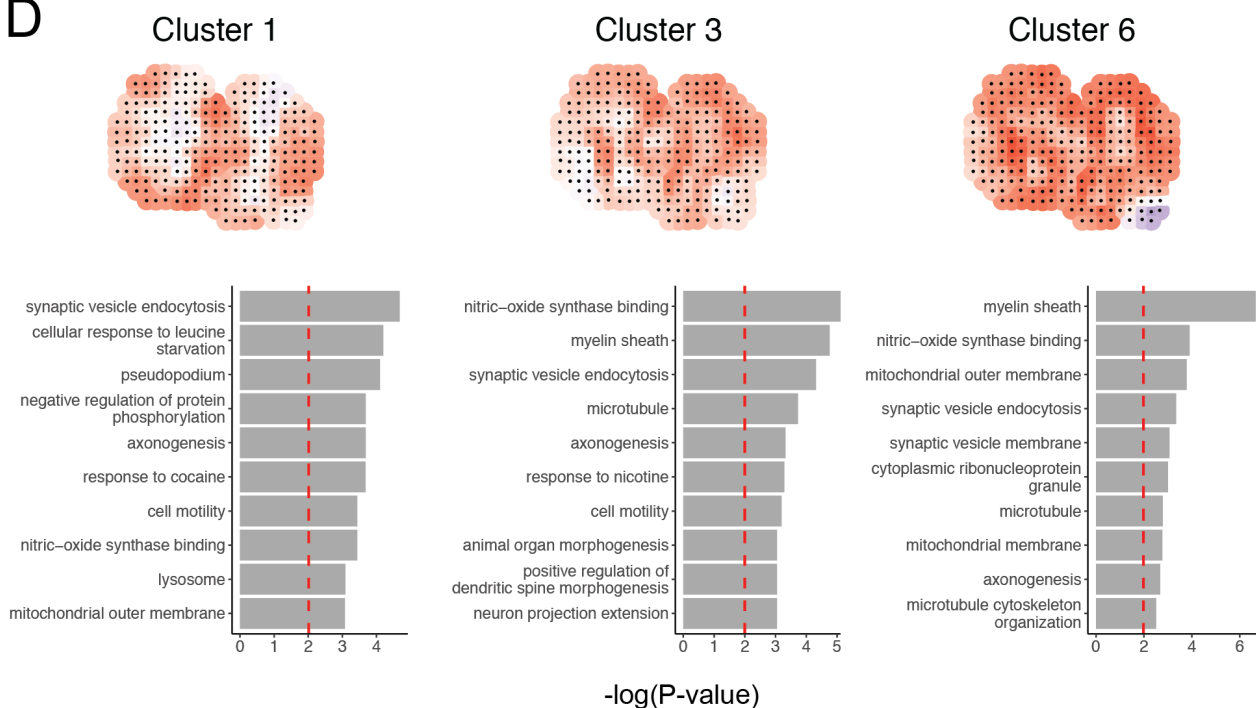 D
Cluster 1
Cluster 3
Cluster 6
synaptic vesicle endocytosis
cellular response to leucine
starvation
pseudopodium
negative regulation of protein
phosphorylation
axonogenesis
response to cocaine
cell motility
nitric−oxide synthase binding
lysosome
mitochondrial outer membrane
0 1 2 3 4
nitric−oxide synthase binding
myelin sheath
synaptic vesicle endocytosis
microtubule
axonogenesis
response to nicotine
cell motility
animal organ morphogenesis
positive regulation of
dendritic spine morphogenesis
neuron projection extension
0 1 2 3 4 5
myelin sheath
nitric−oxide synthase binding
mitochondrial outer membrane
synaptic vesicle endocytosis
synaptic vesicle membrane
cytoplasmic ribonucleoprotein
granule
microtubule
mitochondrial membrane
axonogenesis
microtubule cytoskeleton
organization
0 2 4 6
-log(P-value)